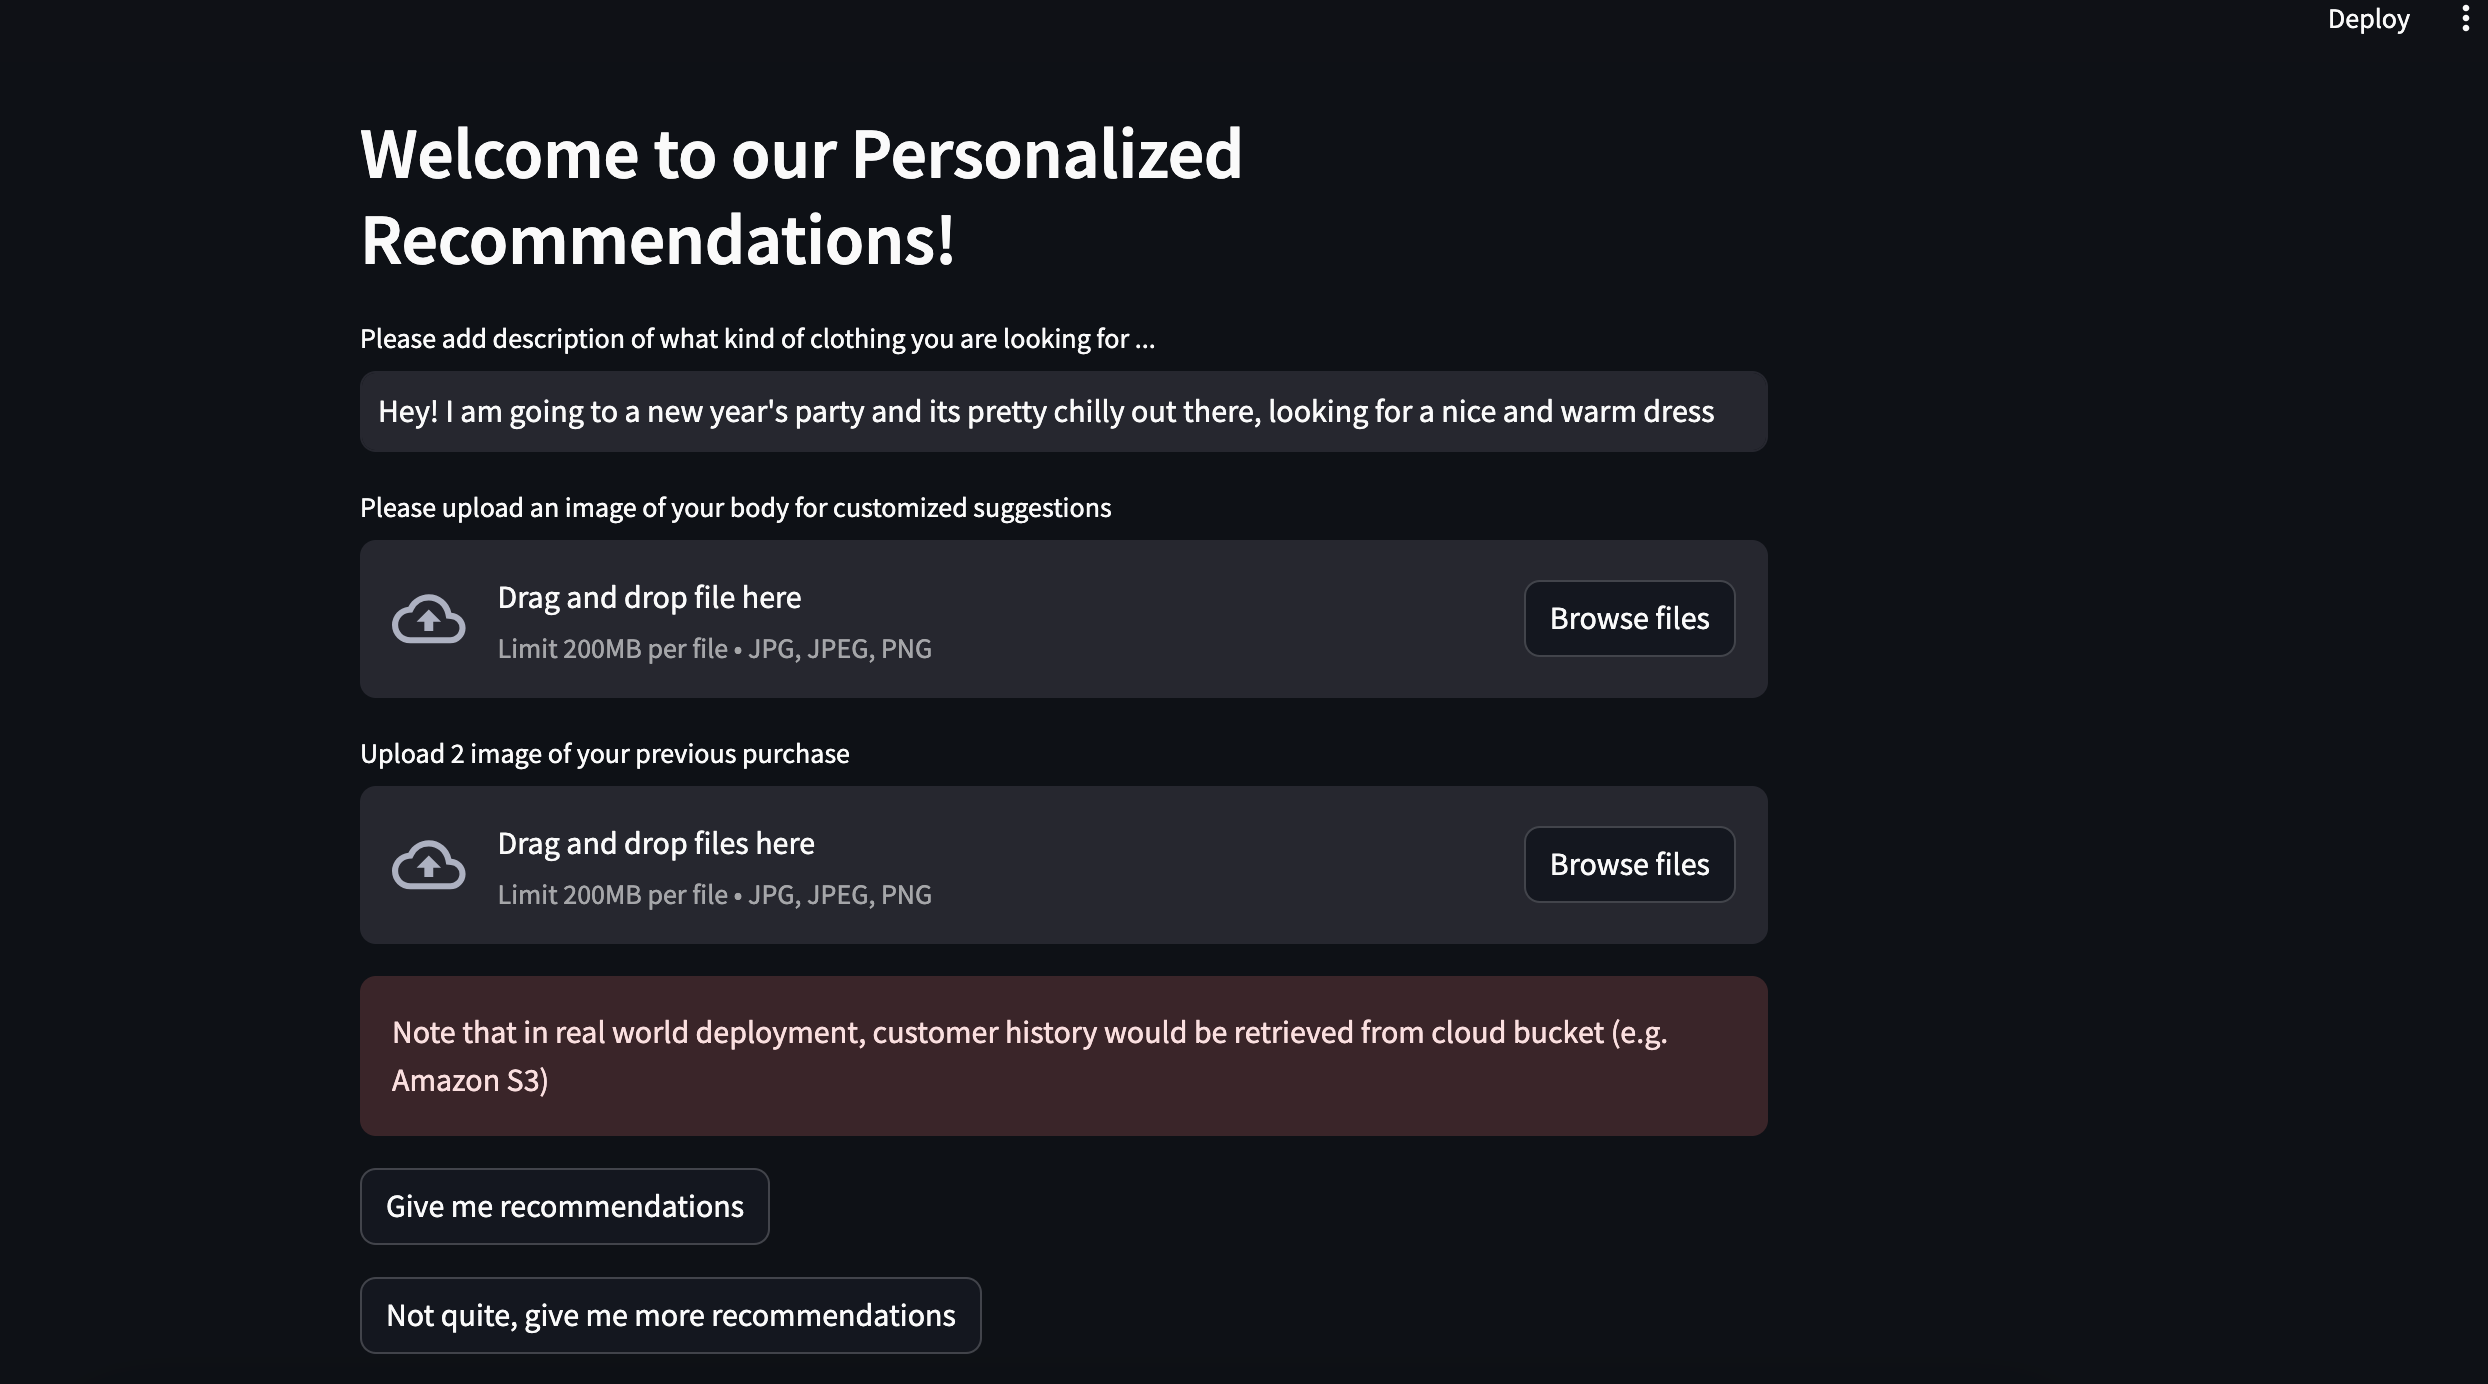 Deploy
Welcome to our Personalized
Recommendations!
Please add description of what kind of clothing you are looking for ...
Hey! I am going to a new year's party and its pretty chilly out there, looking for a nice and warm dress
Please upload an image of your body for customized suggestions
Drag and drop file here
Limit 200MB per file • JPG, JPEG, PNG
Browse files
Upload 2 image of your previous purchase
Drag and drop files here
Limit 200MB per file • JPG, JPEG, PNG
Browse files
Note that in real world deployment, customer history would be retrieved from cloud bucket (e.g.
Amazon S3)
Give me recommendations
Not quite, give me more recommendations